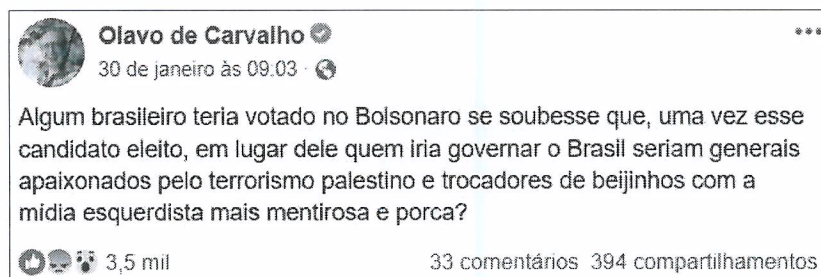 Olavo de Carvalho
30 de janeiro às 09:03 ·
Algum brasileiro teria votado no Bolsonaro se soubesse que, uma vez esse
candidato eleito, em lugar dele quem iria governar o Brasil seriam generais
apaixonados pelo terrorismo palestino e trocadores de beijinhos com a
mídia esquerdista mais mentirosa e porca?
3,5 mil
33 comentários 394 compartilhamentos